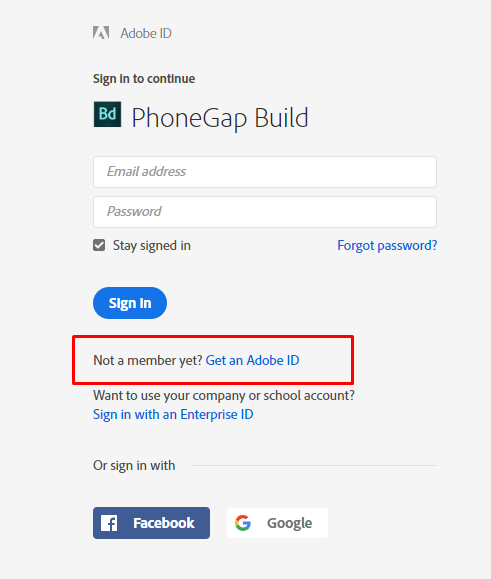 Adobe ID
Sign in to continue
Bd PhoneGap Build
Email address
Password
Stay signed in Forgot password?
Sign In
Not a member yet? Get an Adobe ID
Want to use your company or school account?
Sign in with an Enterprise ID
Or sign in with
Facebook Google